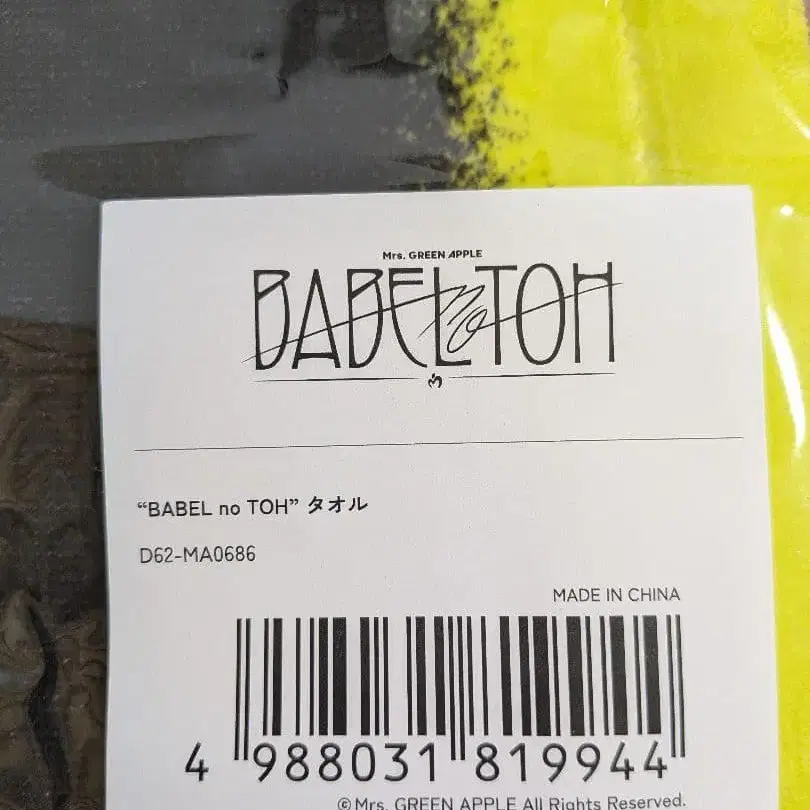 Mrs. GREEN APPLE
BABEL no TOH
“BABEL no TOH” タオル
D62-MA0686
MADE IN CHINA
4 988031 819944
©Mrs. GREEN APPLE All Rights Reserved.